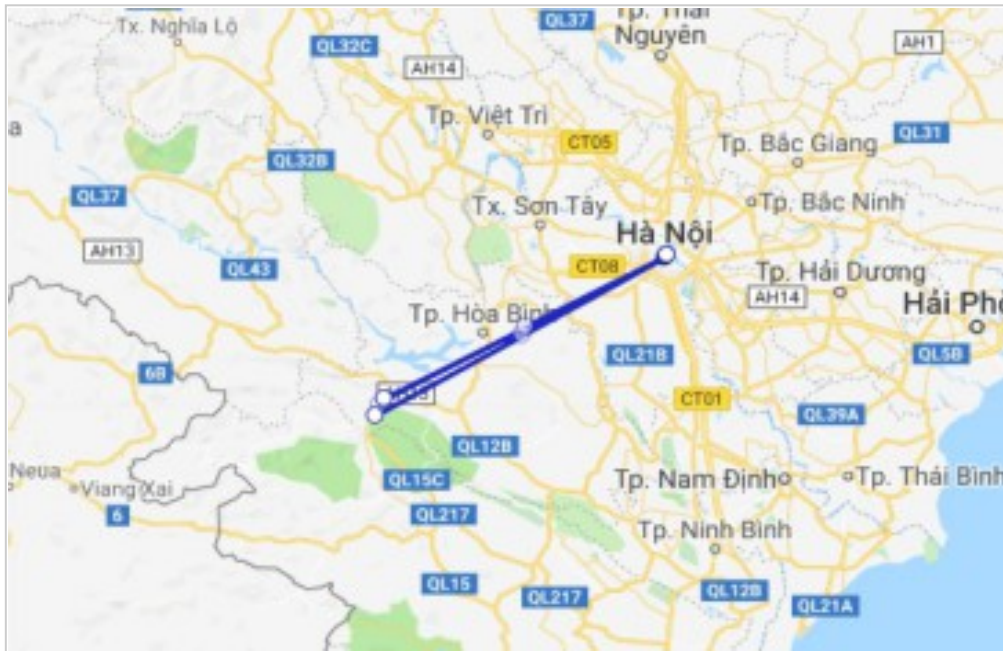 Tx. Nghĩa Lộ
QL32C
AH14
QL37
Nguyên
AH1
Tp. Việt Trì
CT05
Tp. Bắc Giang
QL31
QL32B
QL37
Tx. Sơn Tây
Tp. Bắc Ninh
Hà Nội
AH13
QL43
CT08
Tp. Hải Dương
AH14
Hải Phò
Tp. Hòa Bình
QL21B
QL5B
6B
CT01
QL39A
QL12B
Neua
Viang Xai
QL15C
Tp. Nam Định
Tp. Thái Bình
6
QL217
Tp. Ninh Bình
QL15
QL217
QL12B
QL21A